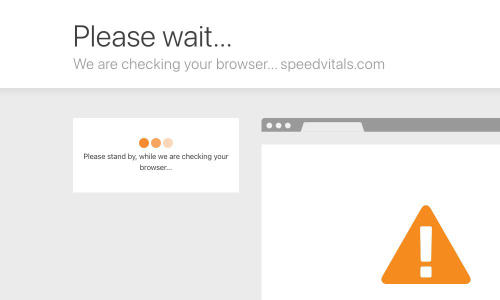 Please wait...
We are checking your browser... speedvitals.com
Please stand by, while we are checking your
browser...